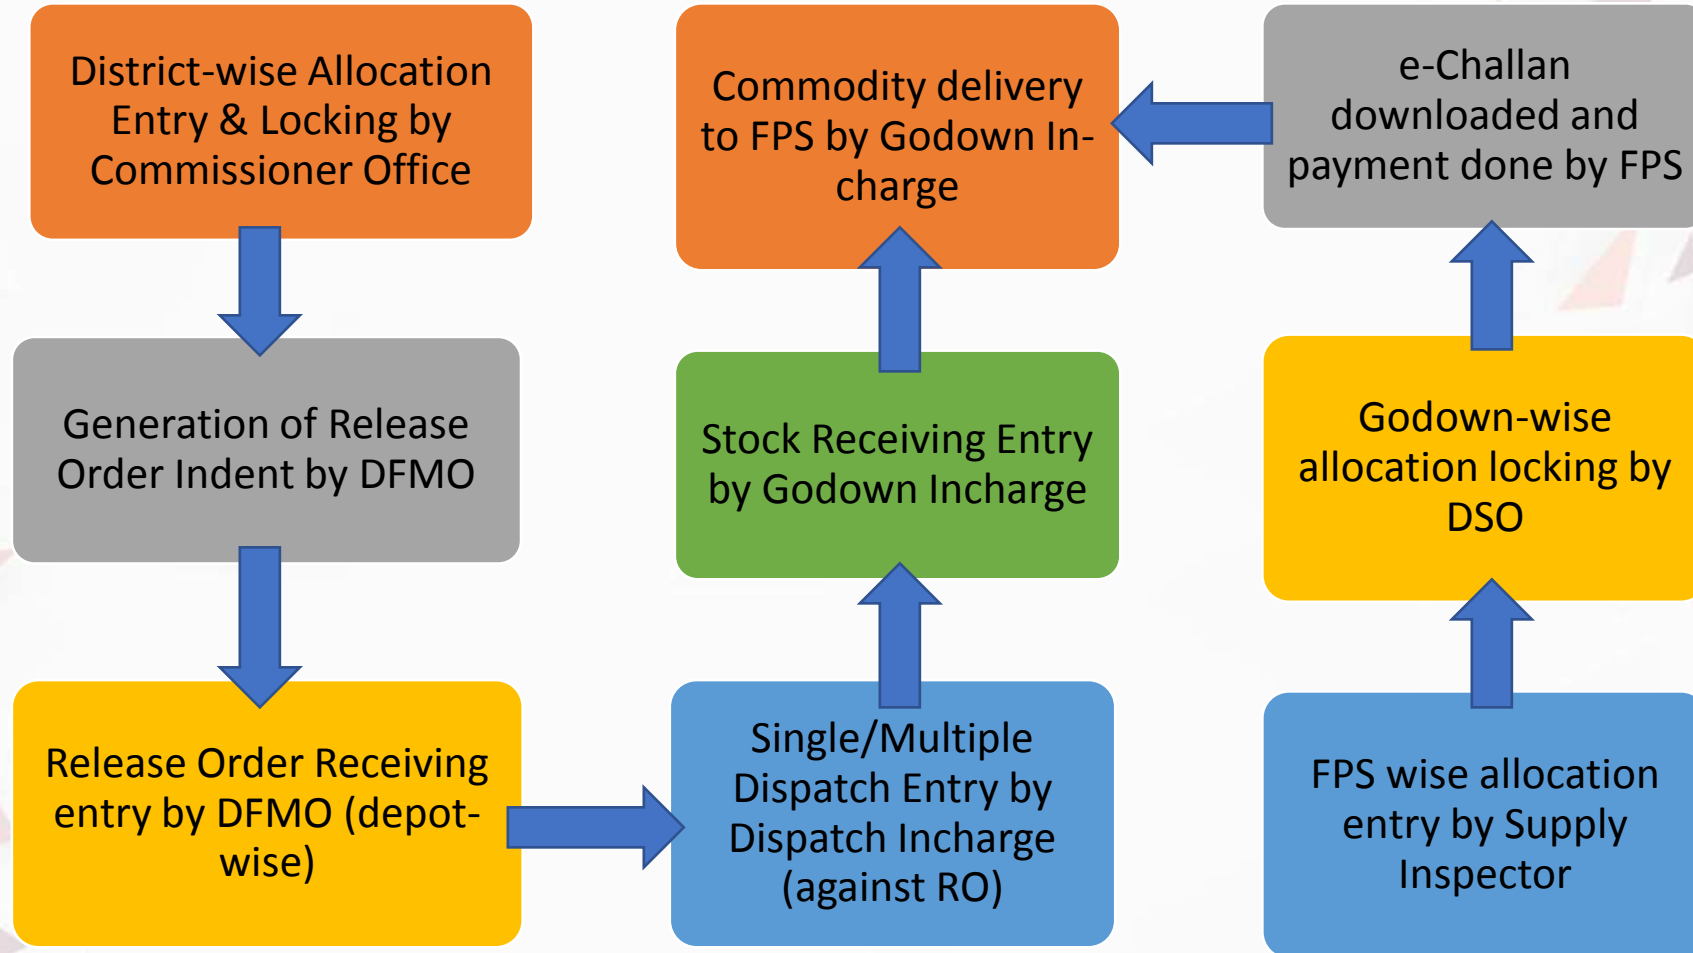 District-wise Allocation
Entry & Locking by
Commissioner Office
Generation of Release
Order Indent by DFMO
Release Order Receiving
entry by DFMO (depot-
wise)
Single/Multiple
Dispatch Entry by
Dispatch Incharge
(against RO)
Stock Receiving Entry
by Godown Incharge
Commodity delivery
to FPS by Godown In-
charge
e-Challan
downloaded and
payment done by FPS
Godown-wise
allocation locking by
DSO
FPS wise allocation
entry by Supply
Inspector